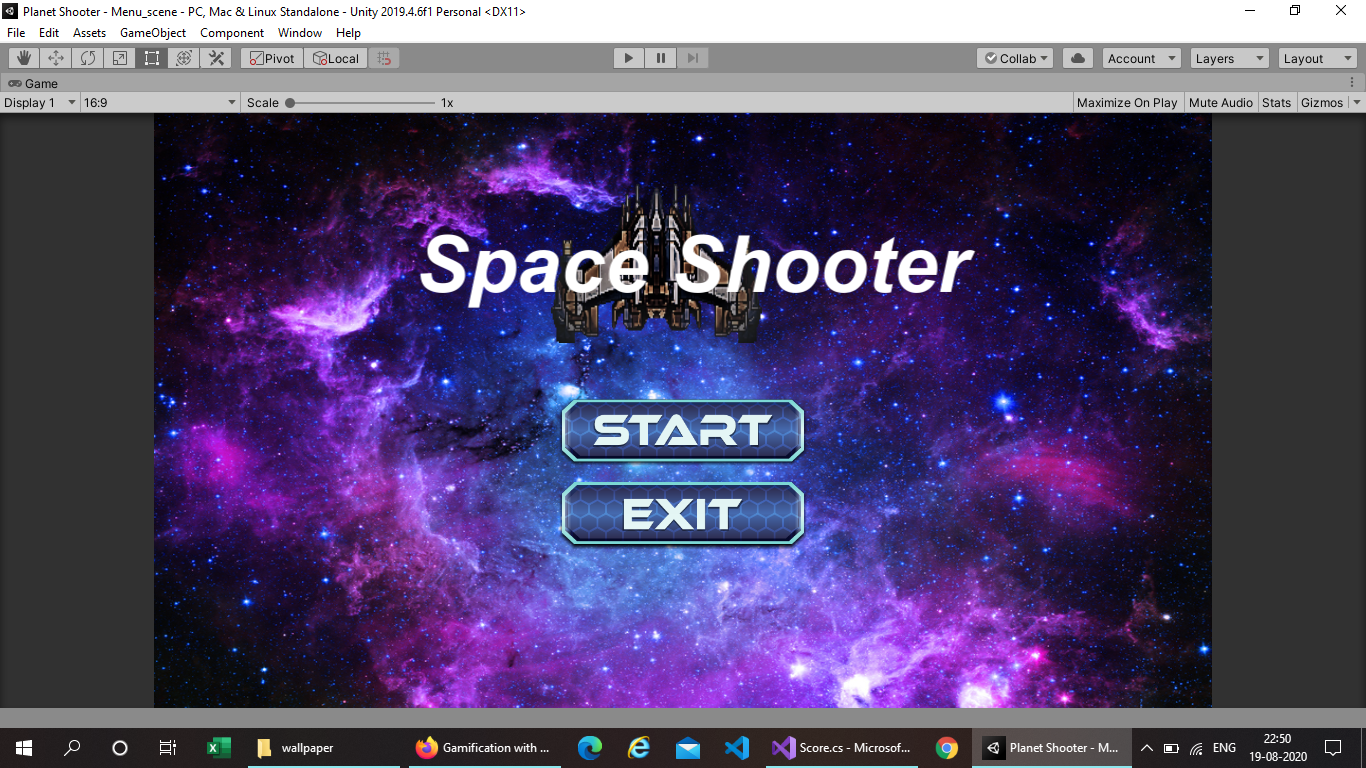 Planet Shooter - Menu_scene - PC, Mac & Linux Standalone - Unity 2019.4.6f1 Personal <DX11>
File Edit Assets GameObject Component Window Help
Pivot Local Collab Account Layers Layout
Game
Display 1 16:9 Scale 1x Maximize On Play Mute Audio Stats Gizmos
Space Shooter
START
EXIT
wallpaper Gamification with ... Score.cs - Microsof... Planet Shooter - M... ENG 22:50
19-08-2020